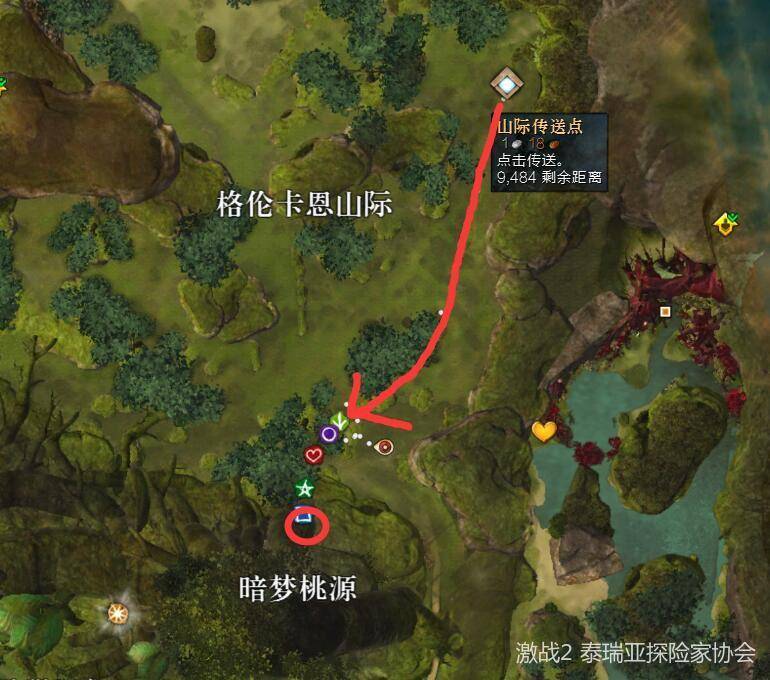 山际传送点
1 18
点击传送。
9,484 剩余距离
格伦卡恩山际
暗梦桃源
激战2 泰瑞亚探险家协会